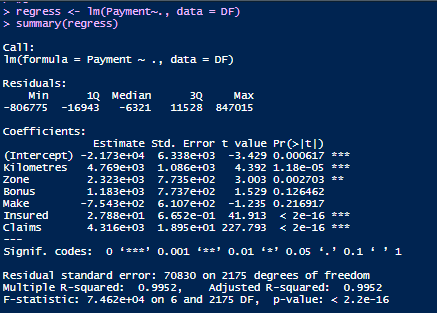 > regress <- lm(Payment~., data = DF)
> summary(regress)
Call:
lm(formula = Payment ~ ., data = DF)
Residuals:
Min 1Q Median 3Q Max
-806775 -16943 -6321 11528 847015
Coefficients:
Estimate Std. Error t value Pr(>|t|)
(Intercept) -2.173e+04 6.338e+03 -3.429 0.000617 ***
Kilometres 4.769e+03 1.086e+03 4.392 1.18e-05 ***
Zone 2.323e+03 7.735e+02 3.003 0.002703 **
Bonus 1.183e+03 7.737e+02 1.529 0.126462
Make -7.543e+02 6.107e+02 -1.235 0.216917
Insured 2.788e+01 6.652e-01 41.913 < 2e-16 ***
Claims 4.316e+03 1.895e+01 227.793 < 2e-16 ***
---
Signif. codes: 0 ‘***’ 0.001 ‘**’ 0.01 ‘*’ 0.05 ‘.’ 0.1 ‘ ’ 1
Residual standard error: 70830 on 2175 degrees of freedom
Multiple R-squared: 0.9952, Adjusted R-squared: 0.9952
F-statistic: 7.462e+04 on 6 and 2175 DF, p-value: < 2.2e-16